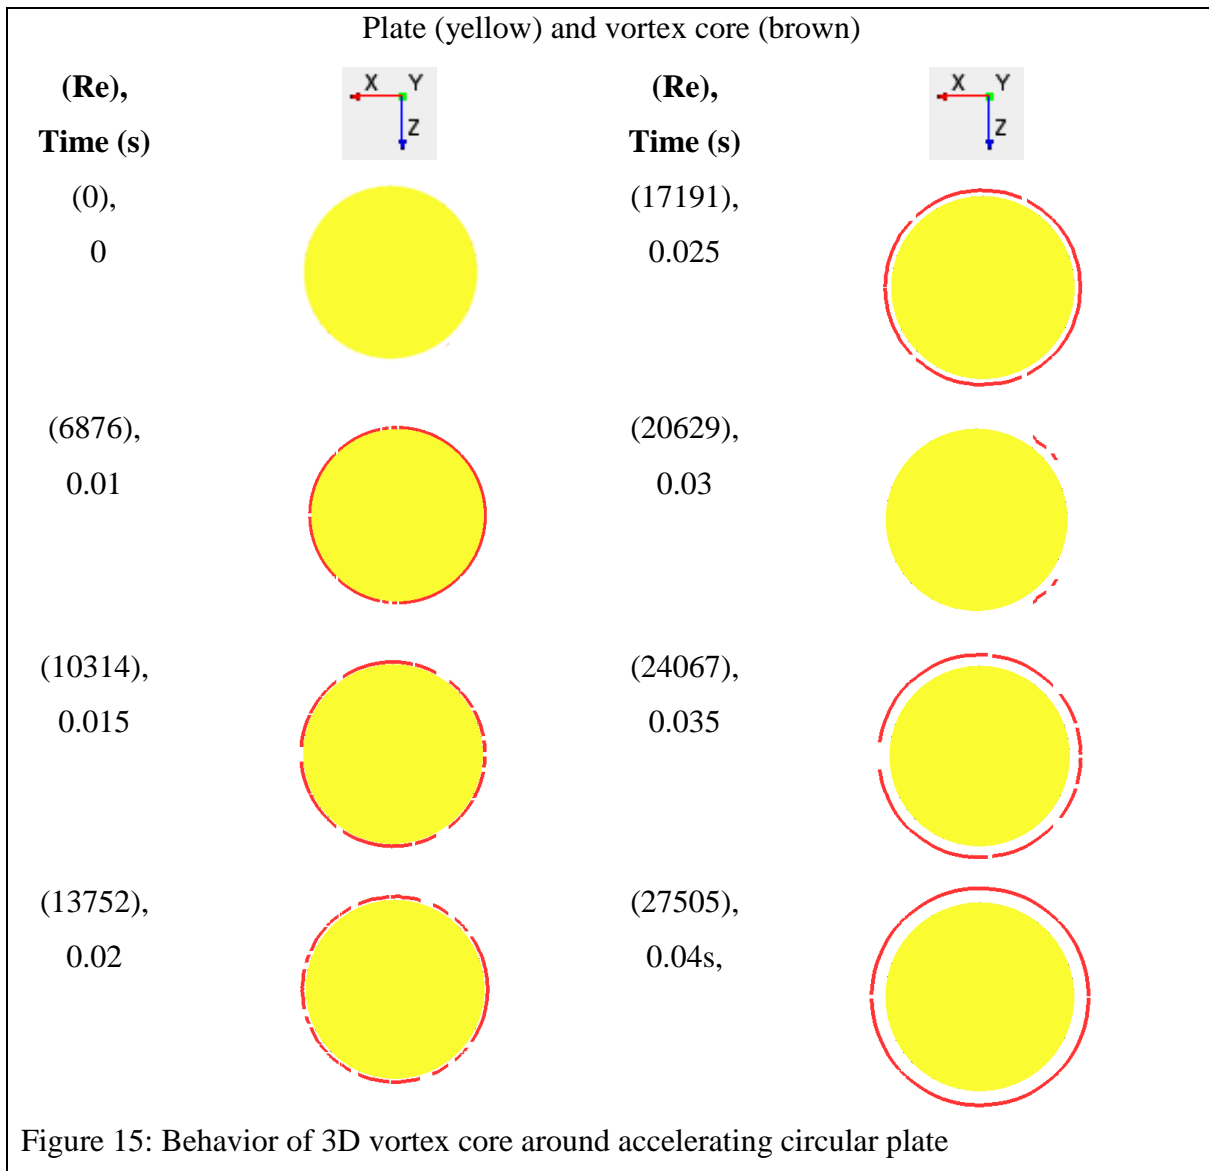 Plate (yellow) and vortex core (brown)
(Re),
Time (s)
X Y
Z
(0),
0
(6876),
0.01
(10314),
0.015
(13752),
0.02
(Re),
Time (s)
X Y
Z
(17191),
0.025
(20629),
0.03
(24067),
0.035
(27505),
0.04s,
Figure 15: Behavior of 3D vortex core around accelerating circular plate